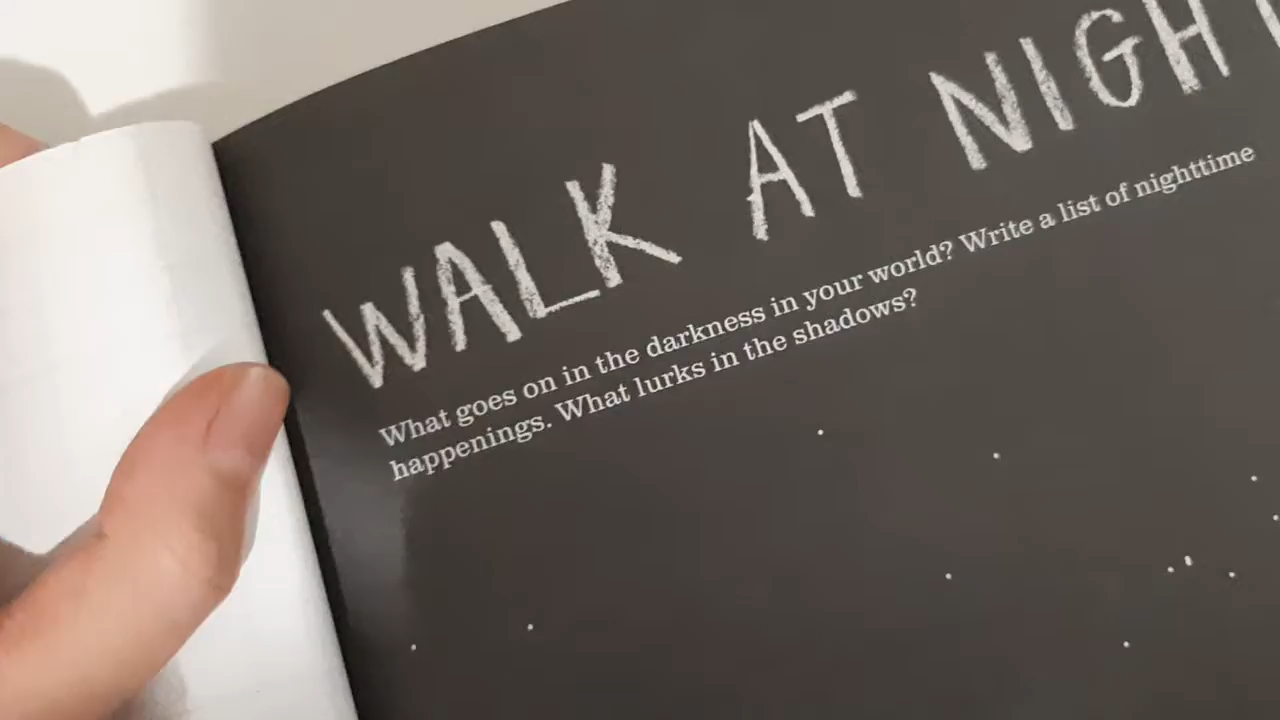 WALK AT NIGHT
What goes on in the darkness in your world? Write a list of nighttime
happenings. What lurks in the shadows?